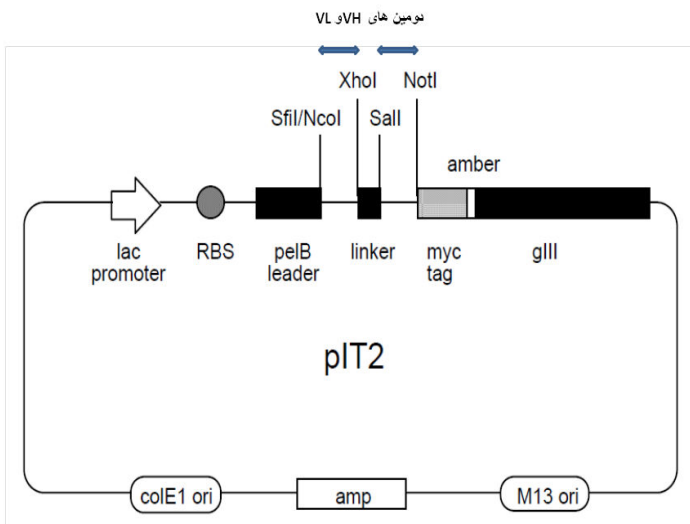 دومین های VH و VL
XhoI
NotI
SfiI/NcoI
SalI
amber
lac
promoter
RBS
pelB
leader
linker
myc
tag
gIII
pIT2
colE1 ori
amp
M13 ori